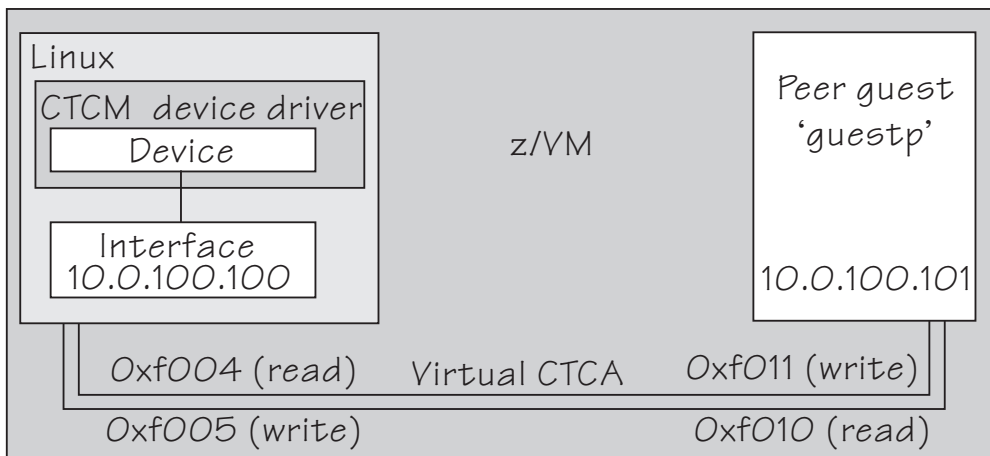 Linux
CTCM device driver
Device
Interface
10.0.100.100
z/VM
Peer guest
‘guestp’
10.0.100.101
0xf004 (read)
Virtual CTCA
0xf011 (write)
0xf005 (write)
0xf010 (read)